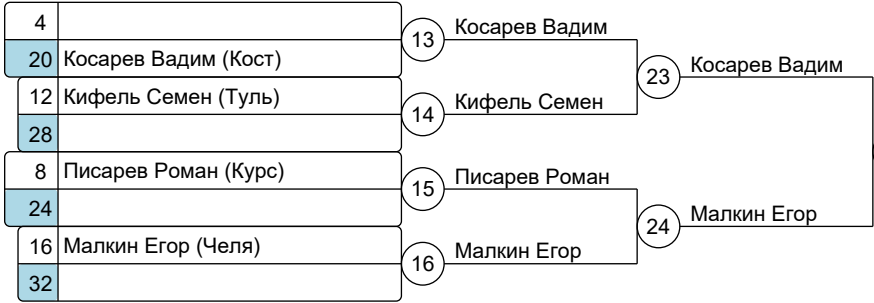 4
13 Косарев Вадим
20 Косарев Вадим (Кост)
23 Косарев Вадим
12 Кифель Семен (Туль)
14 Кифель Семен
28
8 Писарев Роман (Курс)
15 Писарев Роман
24
24 Малкин Егор
16 Малкин Егор (Челя)
16 Малкин Егор
32